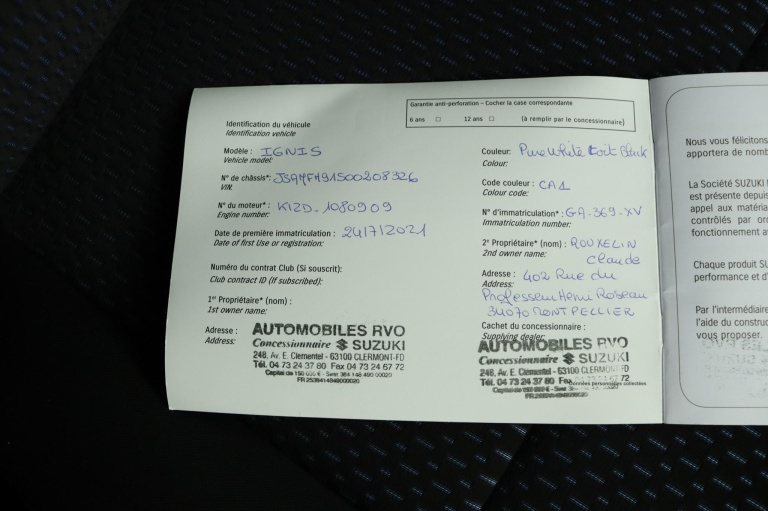 Garantie anti-perforation – Cocher la case correspondante
6 ans □ 12 ans □ (à remplir par le concessionnaire)
Identification du véhicule
Identification vehicle
Modèle : IGNIS
Vehicle model:
N° de châssis* : JSAMFH91S00208326
VIN:
N° du moteur* : K12D-1080909
Engine number:
Date de première immatriculation : 24/7/2021
Date of first Use or registration:
Numéro du contrat Club (Si souscrit):
Club contract ID (If subscribed):
1er Propriétaire* (nom) :
1st owner name:
Adresse :
Address:
AUTOMOBILES RVO
Concessionnaire SUZUKI
248, Av. E. Clementel - 63100 CLERMONT-FD
Tél. 04 73 24 37 80 Fax 04 73 24 67 72
Couleur: Pure White toit Black
Colour:
Code couleur : CA1
Colour code:
N° d'immatriculation* : GA-369-XV
Immatriculation number:
2e Propriétaire* (nom) : ROUXELIN
2nd owner name: Claude
Adresse : 402 Rue du
Address:
Professeur Henri Roseau
34070 MONTPELLIER
Cachet du concessionnaire :
Supplying dealer:
AUTOMOBILES RVO
Concessionnaire SUZUKI
248, Av. E. Clémentel - 63100 CLERMONT-FD
Tél. 04 73 24 37 80 Fax 72
Données personnelles collectées
Nous vous félicitons
apportera de nomb
La Société SUZUKI
est présente depuis
appel aux matéria
contrôlés par or
fonctionnement a
Chaque produit SU
performance et d'
Par l'intermédiaire
l'aide du construc
vous proposer.